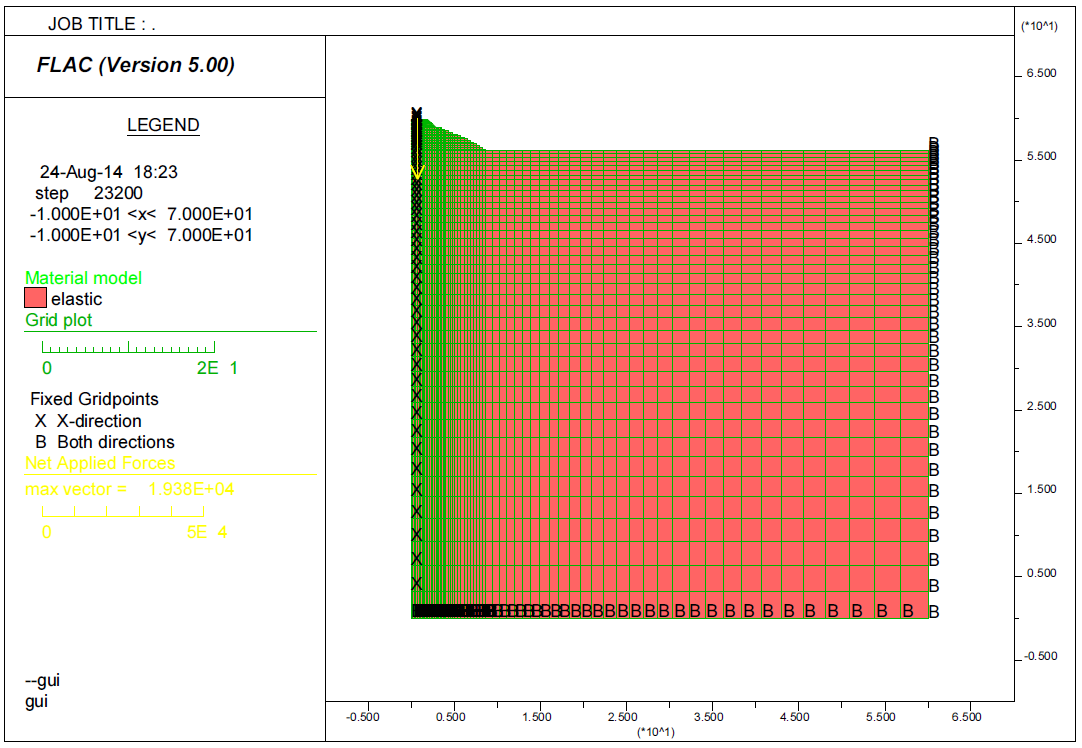 JOB TITLE : .
(*10^1)
FLAC (Version 5.00)
LEGEND
24-Aug-14 18:23
step 23200
-1.000E+01 <x< 7.000E+01
-1.000E+01 <y< 7.000E+01
Material model
elastic
Grid plot
0 2E 1
Fixed Gridpoints
X X-direction
B Both directions
Net Applied Forces
max vector = 1.938E+04
0 5E 4
--gui
gui
6.500
5.500
4.500
3.500
2.500
1.500
0.500
-0.500
-0.500 0.500 1.500 2.500 3.500 4.500 5.500 6.500
(*10^1)